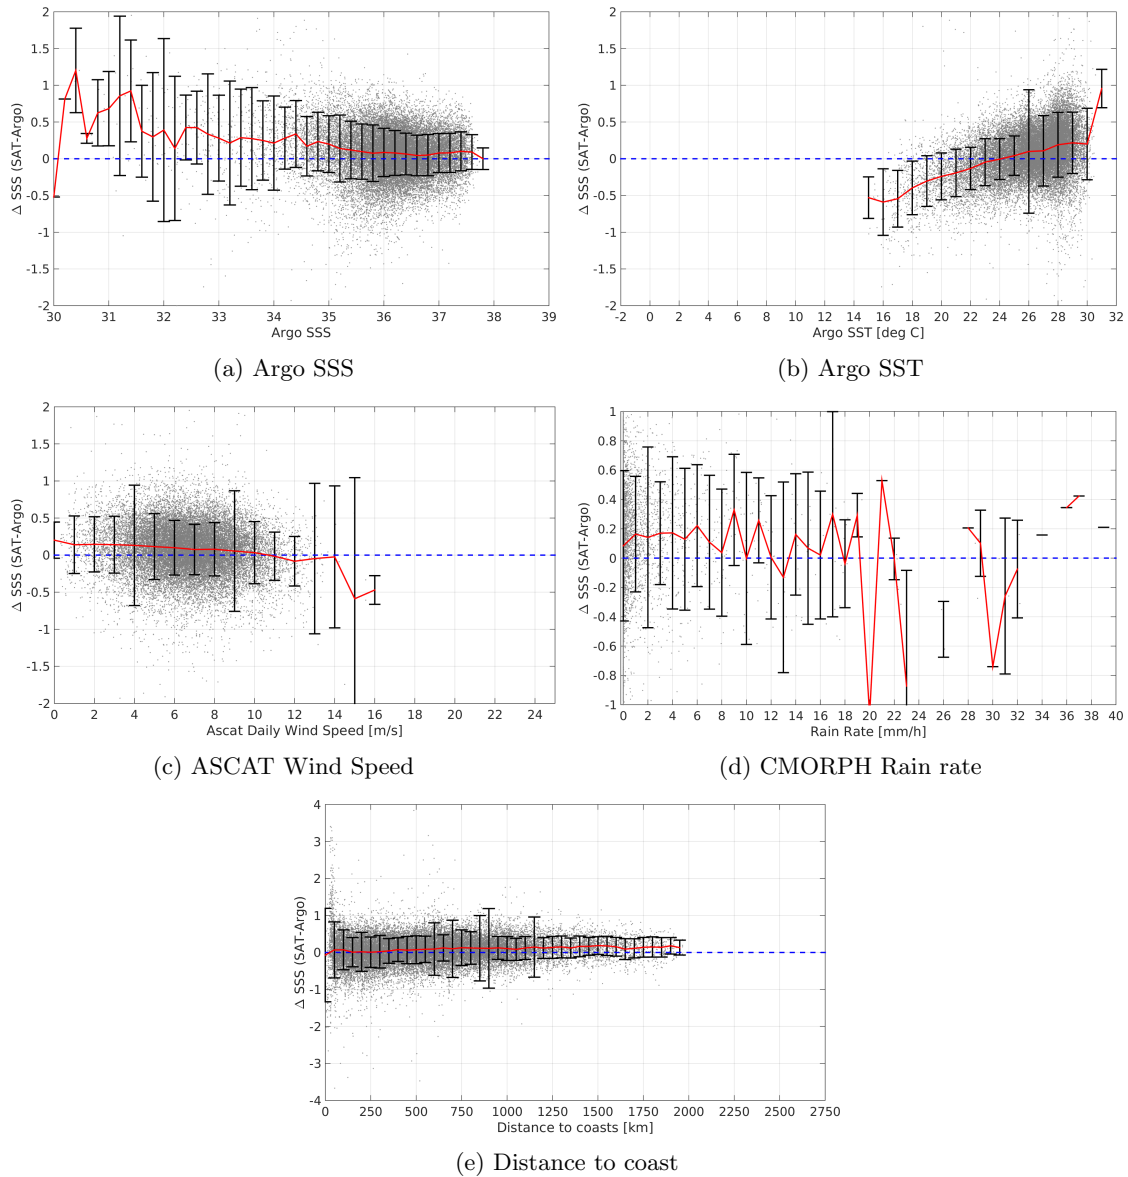 2
1.5
1
0.5
0
-0.5
-1
-1.5
-2
Δ SSS (SAT-Argo)
30 31 32 33 34 35 36 37 38 39
Argo SSS
(a) Argo SSS
2
1.5
1
0.5
0
-0.5
-1
-1.5
-2
Δ SSS (SAT-Argo)
-2 0 2 4 6 8 10 12 14 16 18 20 22 24 26 28 30 32
Argo SST [deg C]
(b) Argo SST
2
1.5
1
0.5
0
-0.5
-1
-1.5
-2
Δ SSS (SAT-Argo)
0 2 4 6 8 10 12 14 16 18 20 22 24
Ascat Daily Wind Speed [m/s]
(c) ASCAT Wind Speed
1
0.8
0.6
0.4
0.2
0
-0.2
-0.4
-0.6
-0.8
-1
Δ SSS (SAT-Argo)
0 2 4 6 8 10 12 14 16 18 20 22 24 26 28 30 32 34 36 38 40
Rain Rate [mm/h]
(d) CMORPH Rain rate
4
3
2
1
0
-1
-2
-3
-4
Δ SSS (SAT-Argo)
0 250 500 750 1000 1250 1500 1750 2000 2250 2500 2750
Distance to coasts [km]
(e) Distance to coast